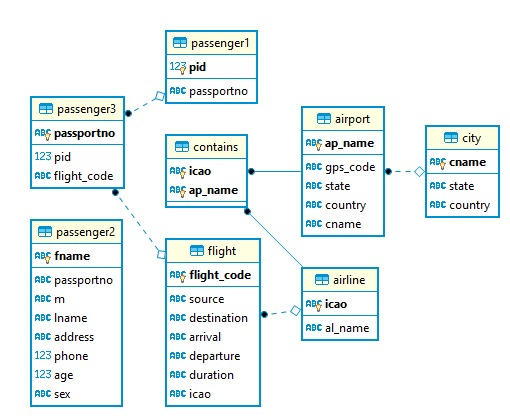 passenger1
123 pid
ABC passportno
passenger3
ABC passportno
123 pid
ABC flight_code
contains
ABC icao
ABC ap_name
airport
ABC ap_name
ABC gps_code
ABC state
ABC country
ABC cname
city
ABC cname
ABC state
ABC country
passenger2
ABC fname
ABC passportno
ABC m
ABC lname
ABC address
123 phone
123 age
ABC sex
flight
ABC flight_code
ABC source
ABC destination
ABC arrival
ABC departure
ABC duration
ABC icao
airline
ABC icao
ABC al_name